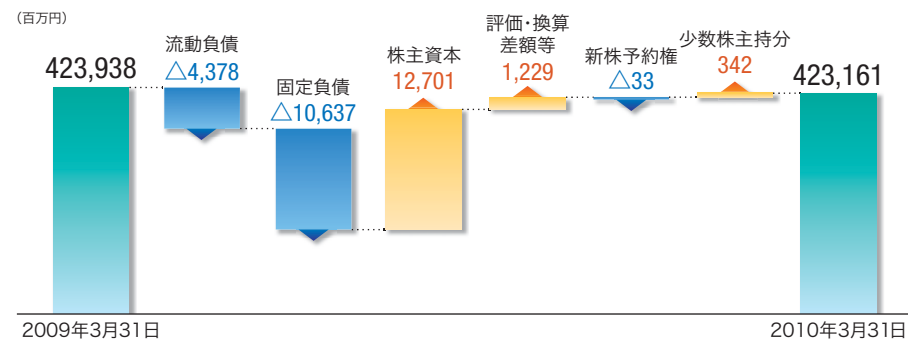 （百万円）
423,938
流動負債
△4,378
固定負債
△10,637
株主資本
12,701
評価・換算
差額等
1,229
新株予約権
△33
少数株主持分
342
423,161
2009年3月31日
2010年3月31日